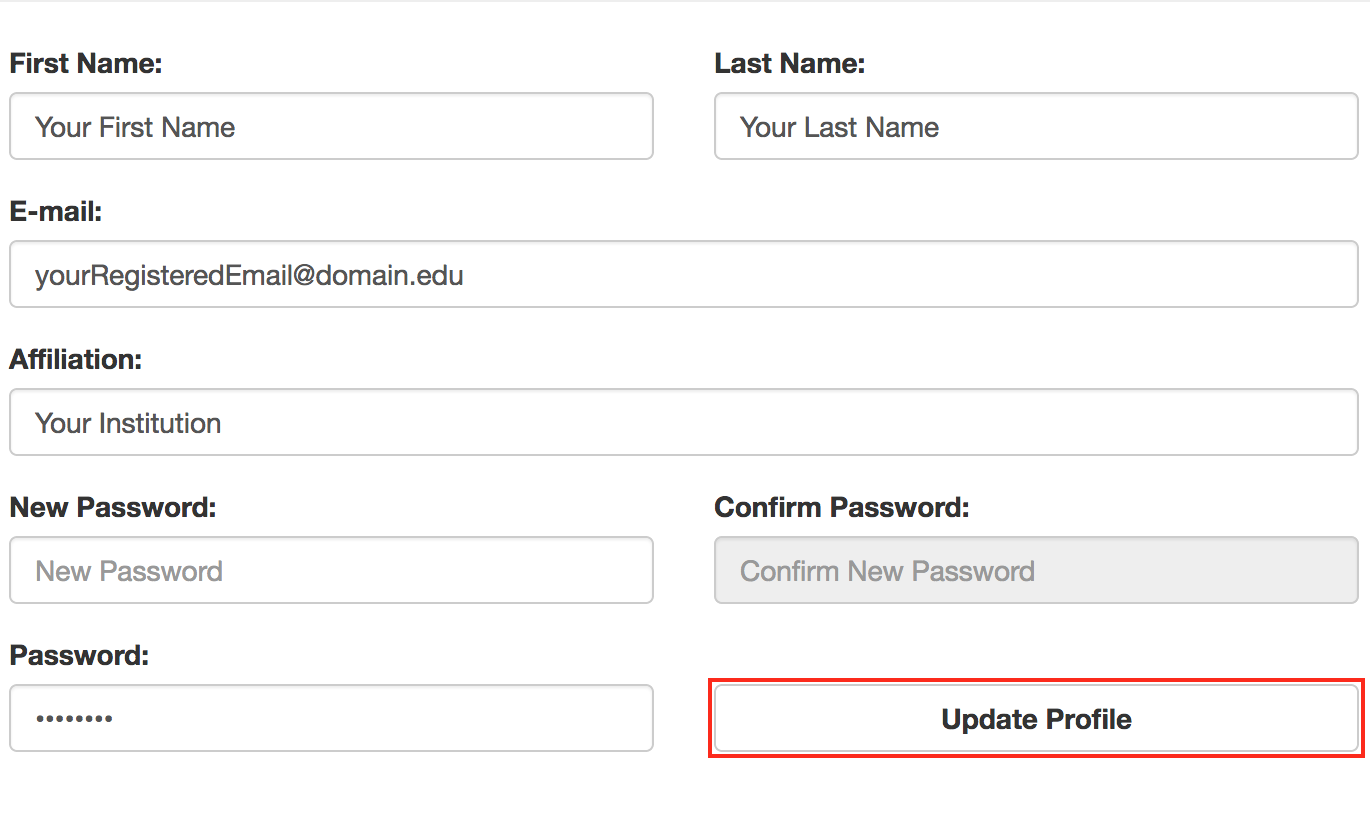 First Name:
Last Name:
Your First Name
Your Last Name
E-mail:
yourRegisteredEmail@domain.edu
Affiliation:
Your Institution
New Password:
Confirm Password:
New Password
Confirm New Password
Password:
••••••••
Update Profile